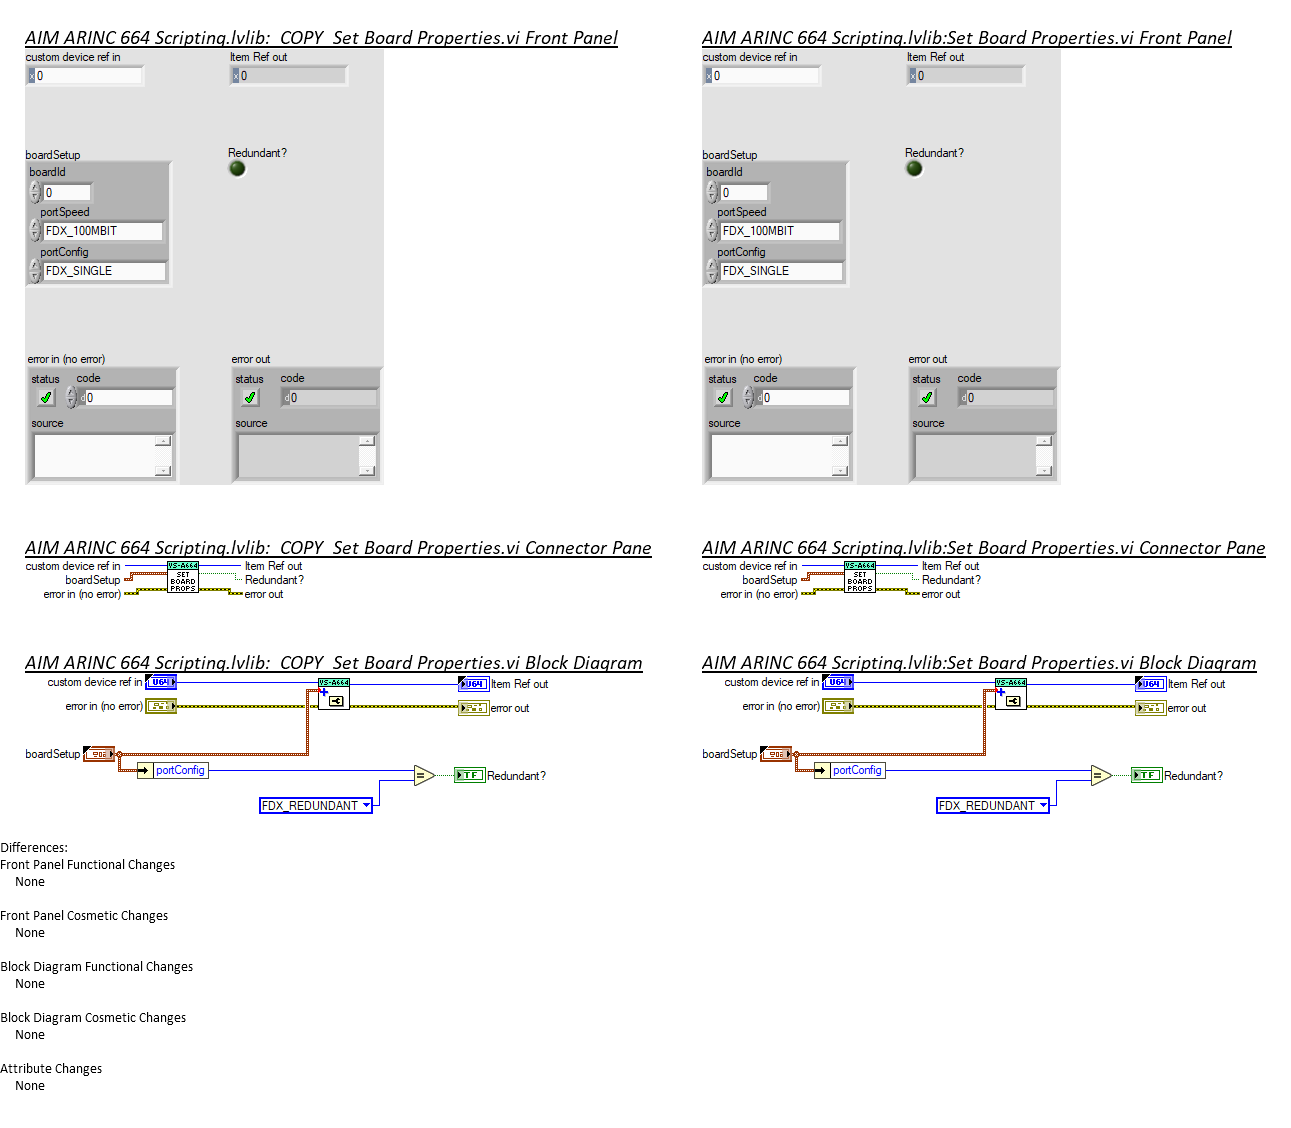 AIM ARINC 664 Scripting.lvlib:  COPY  Set Board Properties.vi Front Panel
custom device ref in
Item Ref out
x 0
x 0
boardSetup
Redundant?
boardId
0
portSpeed
FDX_100MBIT
portConfig
FDX_SINGLE
error in (no error)
error out
status
code
status
code
d 0
d 0
source
source
AIM ARINC 664 Scripting.lvlib:Set Board Properties.vi Front Panel
custom device ref in
Item Ref out
x 0
x 0
boardSetup
Redundant?
boardId
0
portSpeed
FDX_100MBIT
portConfig
FDX_SINGLE
error in (no error)
error out
status
code
status
code
d 0
d 0
source
source
AIM ARINC 664 Scripting.lvlib:  COPY  Set Board Properties.vi Connector Pane
custom device ref in
boardSetup
error in (no error)
VS-A664
SET
BOARD
PROPS
Item Ref out
Redundant?
error out
AIM ARINC 664 Scripting.lvlib:Set Board Properties.vi Connector Pane
custom device ref in
boardSetup
error in (no error)
VS-A664
SET
BOARD
PROPS
Item Ref out
Redundant?
error out
AIM ARINC 664 Scripting.lvlib:  COPY  Set Board Properties.vi Block Diagram
custom device ref in
U64
VS-A664
U64
Item Ref out
error in (no error)
error out
boardSetup
portConfig
=
TF
Redundant?
FDX_REDUNDANT
AIM ARINC 664 Scripting.lvlib:Set Board Properties.vi Block Diagram
custom device ref in
U64
VS-A664
U64
Item Ref out
error in (no error)
error out
boardSetup
portConfig
=
TF
Redundant?
FDX_REDUNDANT
Differences:
Front Panel Functional Changes
None
Front Panel Cosmetic Changes
None
Block Diagram Functional Changes
None
Block Diagram Cosmetic Changes
None
Attribute Changes
None